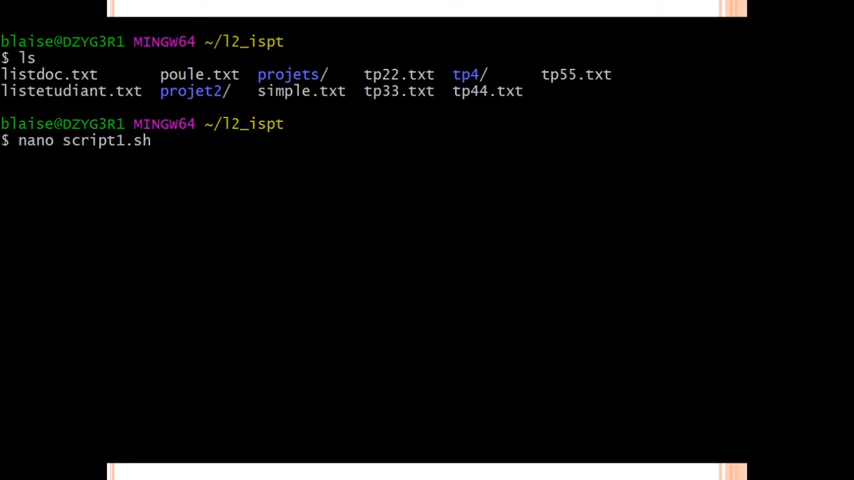 blaise@DZYG3R1 MINGW64 ~/l2_ispt
$ ls
listdoc.txt poule.txt projets/ tp22.txt tp4/ tp55.txt
listetudiant.txt projet2/ simple.txt tp33.txt tp44.txt
blaise@DZYG3R1 MINGW64 ~/l2_ispt
$ nano script1.sh